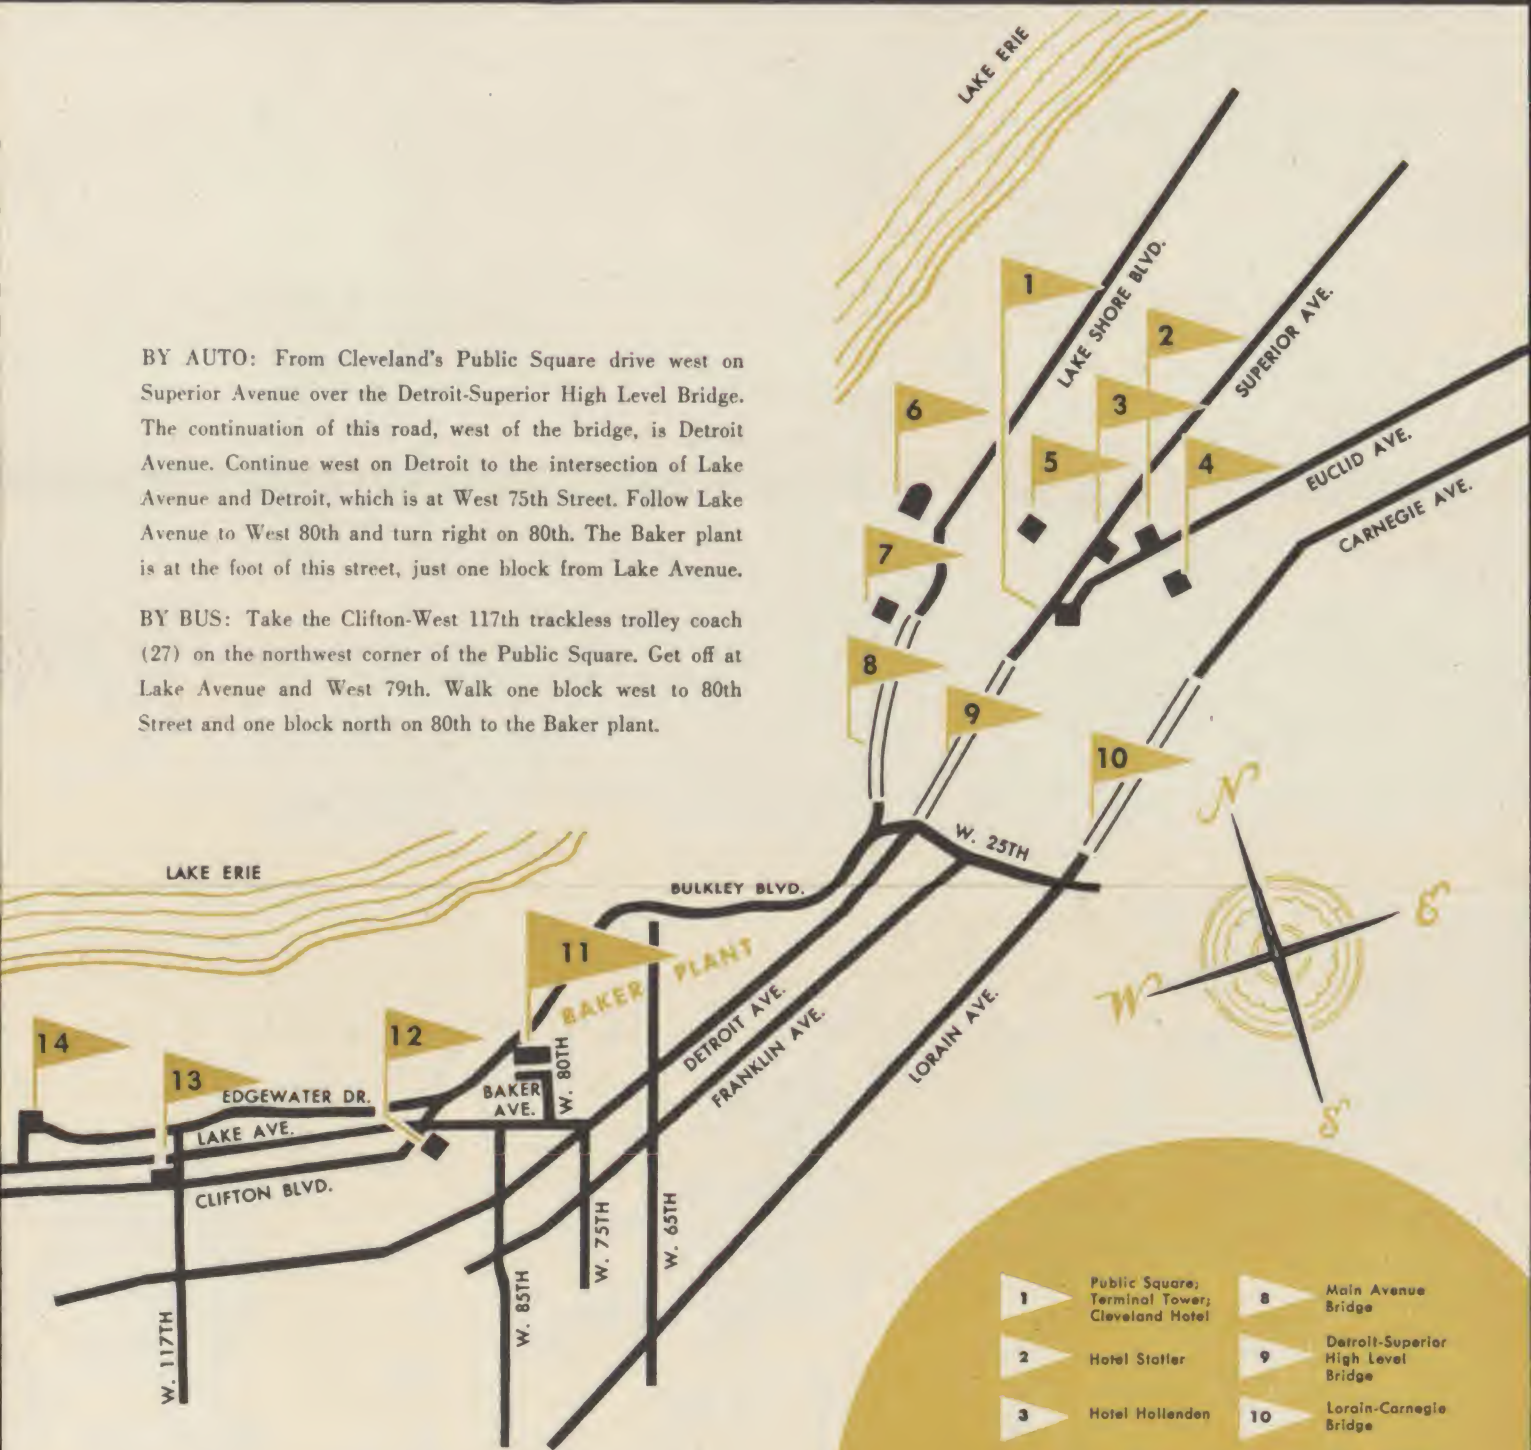 LAKE ERIE
LAKE SHORE BLVD.
SUPERIOR AVE.
1
2
3
4
5
6
7
8
9
10
EUCLID AVE.
CARNEGIE AVE.
BY AUTO: From Cleveland's Public Square drive west on
Superior Avenue over the Detroit-Superior High Level Bridge.
The continuation of this road, west of the bridge, is Detroit
Avenue. Continue west on Detroit to the intersection of Lake
Avenue and Detroit, which is at West 75th Street. Follow Lake
Avenue to West 80th and turn right on 80th. The Baker plant
is at the foot of this street, just one block from Lake Avenue.
BY BUS: Take the Clifton-West 117th trackless trolley coach
(27) on the northwest corner of the Public Square. Get off at
Lake Avenue and West 79th. Walk one block west to 80th
Street and one block north on 80th to the Baker plant.
N
E
W
S
W. 25TH
LAKE ERIE
BULKLEY BLVD.
11
BAKER PLANT
12
13
14
EDGEWATER DR.
LAKE AVE.
CLIFTON BLVD.
BAKER
AVE.
W. 80TH
DETROIT AVE.
FRANKLIN AVE.
LORAIN AVE.
W. 75TH
W. 65TH
W. 85TH
W. 117TH
1
Public Square;
Terminal Tower;
Cleveland Hotel
2
Hotel Statler
3
Hotel Hollenden
8
Main Avenue
Bridge
9
Detroit-Superior
High Level
Bridge
10
Lorain-Carnegie
Bridge